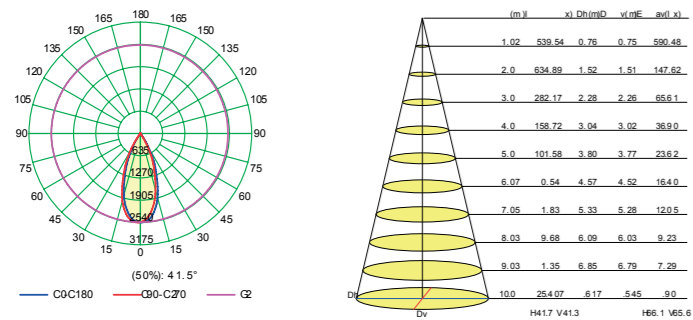 180
165 165
150 150
135 135
120 120
105 105
90 90
75 75
60 60
45 45
30 30
15 15
0
635
1270
1905
2540
3175
(50%): 41.5°
C0-C180 C90-C270 G2
(m)l x) Dh(m)D v(m)E av(l x)
1.02 539.54 0.76 0.75 590.48
2.0 634.89 1.52 1.51 147.62
3.0 282.17 2.28 2.26 65.61
4.0 158.72 3.04 3.02 36.90
5.0 101.58 3.80 3.77 23.62
6.07 0.54 4.57 4.52 16.40
7.05 1.83 5.33 5.28 12.05
8.03 9.68 6.09 6.03 9.23
9.03 1.35 6.85 6.79 7.29
10.0 25.407 .617 .545 .90
Dh
Dv
H41.7 V41.3 H66.1 V65.6